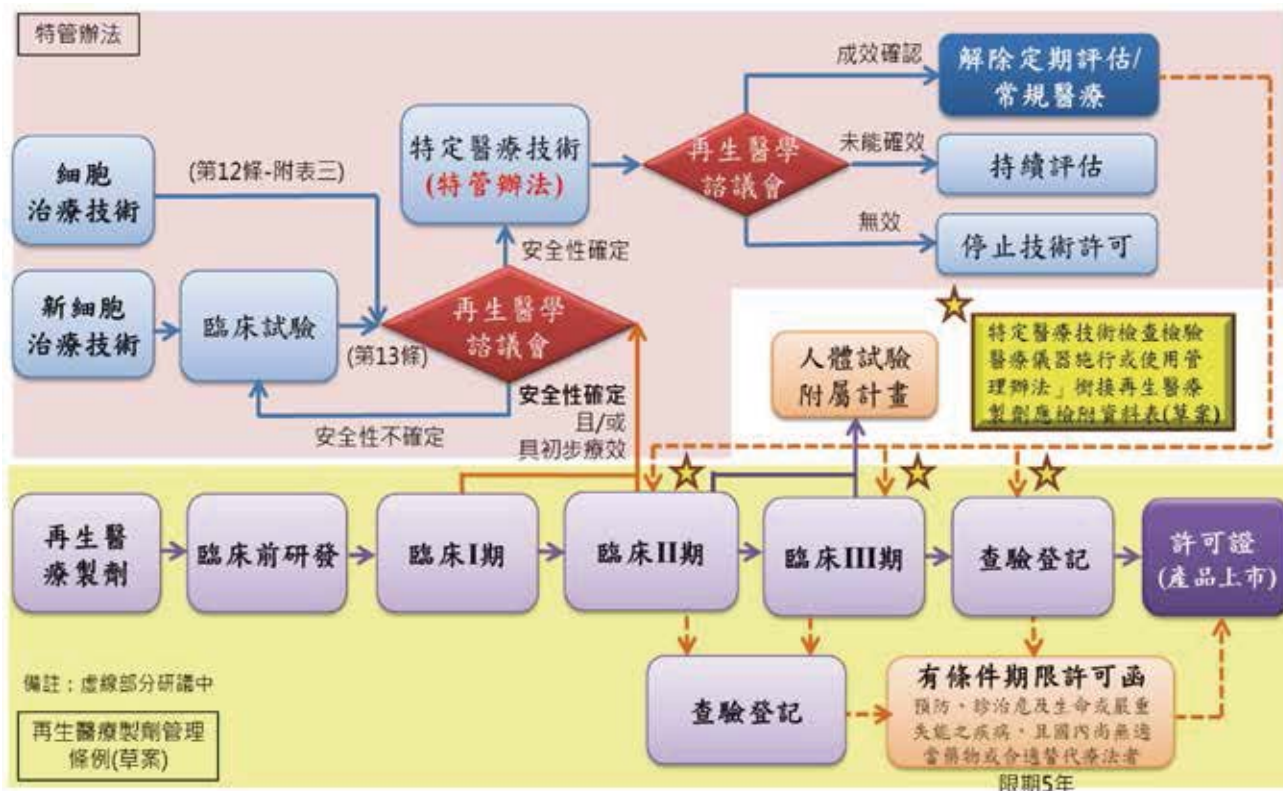 特管辦法
細胞
治療技術
(第12條-附表三)
新細胞
治療技術
臨床試驗
(第13條)
再生醫學
諮議會
安全性確定
安全性不確定
特定醫療技術
(特管辦法)
再生醫學
諮議會
成效確認
解除定期評估/
常規醫療
未能確效
持續評估
無效
停止技術許可
安全性確定
且/或
具初步療效
人體試驗
附屬計畫
特定醫療技術檢查檢驗
醫療儀器施行或使用管
理辦法」銜接再生醫療
製劑應檢附資料表(草案)
再生醫
療製劑
臨床前研發
臨床I期
臨床II期
臨床III期
查驗登記
許可證
(產品上市)
查驗登記
有條件期限許可函
預防、診治危及生命或嚴重
失能之疾病，且國內尚無適
當藥物或合適替代療法者
限期5年
備註：虛線部分研議中
再生醫療製劑管理
條例(草案)